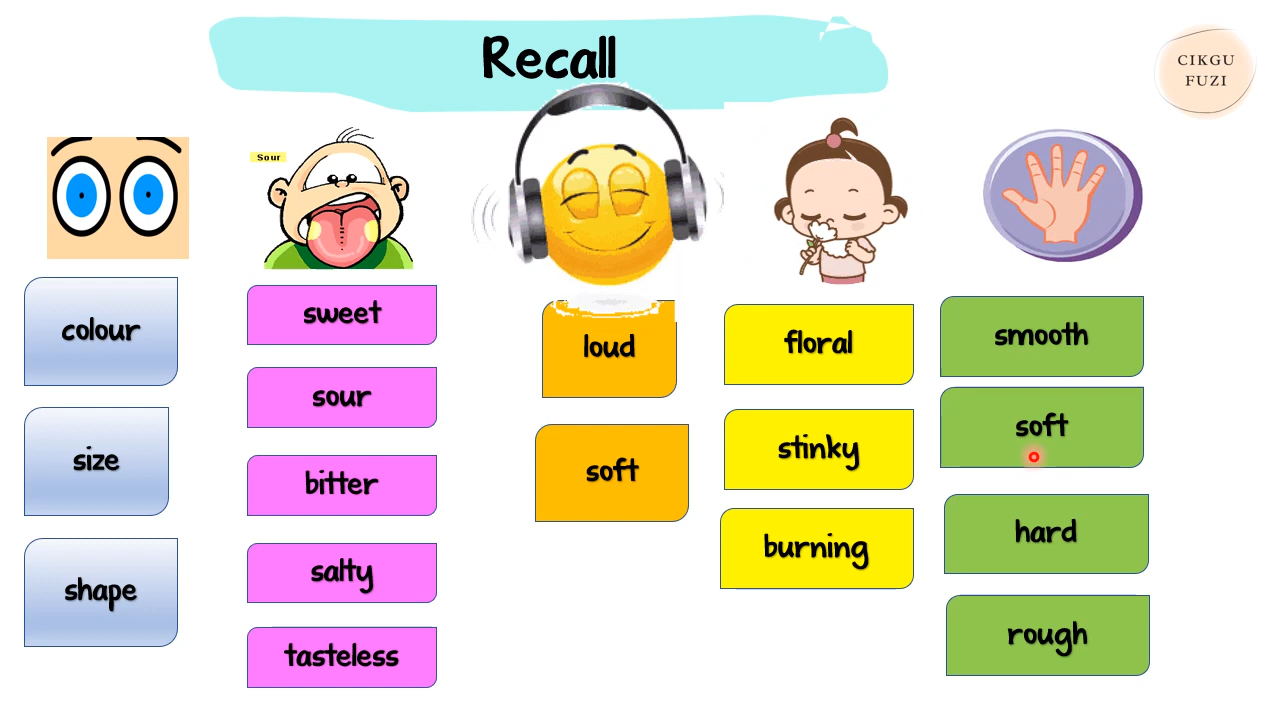 Recall
CIKGU
FUZI
Sour
colour
size
shape
sweet
sour
bitter
salty
tasteless
loud
soft
floral
stinky
burning
smooth
soft
hard
rough